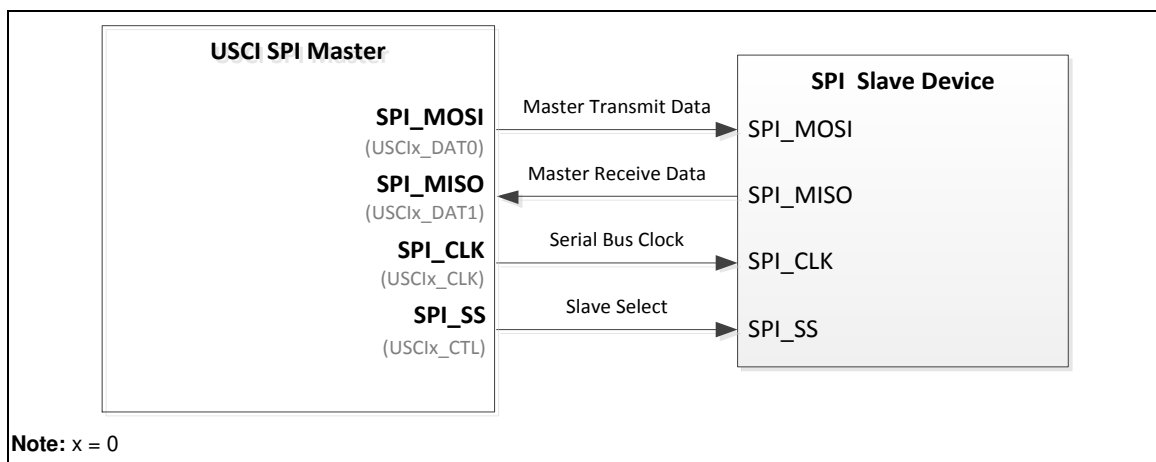 USCI SPI Master
SPI Slave Device
SPI_MOSI
(USCIx_DAT0)
Master Transmit Data
SPI_MOSI
SPI_MISO
(USCIx_DAT1)
Master Receive Data
SPI_MISO
SPI_CLK
(USCIx_CLK)
Serial Bus Clock
SPI_CLK
SPI_SS
(USCIx_CTL)
Slave Select
SPI_SS
Note: x = 0